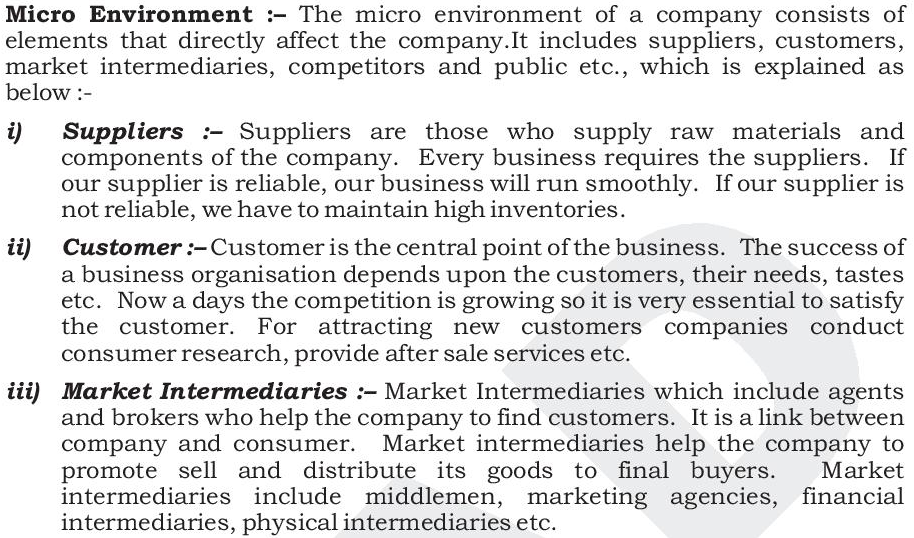 Micro Environment :– The micro environment of a company consists of
elements that directly affect the company.It includes suppliers, customers,
market intermediaries, competitors and public etc., which is explained as
below :-
i) Suppliers :– Suppliers are those who supply raw materials and
components of the company. Every business requires the suppliers. If
our supplier is reliable, our business will run smoothly. If our supplier is
not reliable, we have to maintain high inventories.
ii) Customer :– Customer is the central point of the business. The success of
a business organisation depends upon the customers, their needs, tastes
etc. Now a days the competition is growing so it is very essential to satisfy
the customer. For attracting new customers companies conduct
consumer research, provide after sale services etc.
iii) Market Intermediaries :– Market Intermediaries which include agents
and brokers who help the company to find customers. It is a link between
company and consumer. Market intermediaries help the company to
promote sell and distribute its goods to final buyers. Market
intermediaries include middlemen, marketing agencies, financial
intermediaries, physical intermediaries etc.